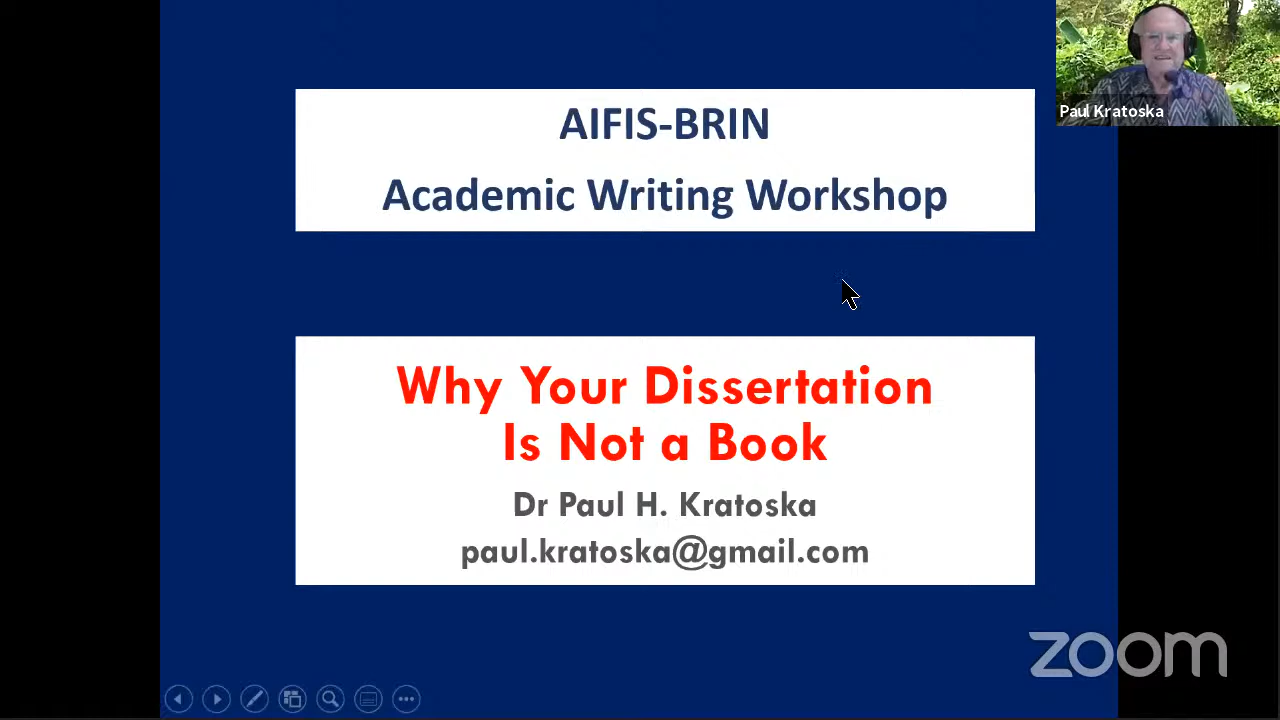 AIFIS-BRIN
Academic Writing Workshop
Paul Kratoska
Why Your Dissertation
Is Not a Book
Dr Paul H. Kratoska
paul.kratoska@gmail.com
zoom